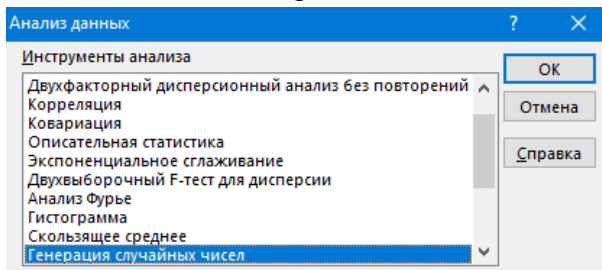 Анализ данных ? ×
Инструменты анализа
Двухфакторный дисперсионный анализ без повторений
Корреляция
Ковариация
Описательная статистика
Экспоненциальное сглаживание
Двухвыборочный F-тест для дисперсии
Анализ Фурье
Гистограмма
Скользящее среднее
Генерация случайных чисел
ОК
Отмена
Справка